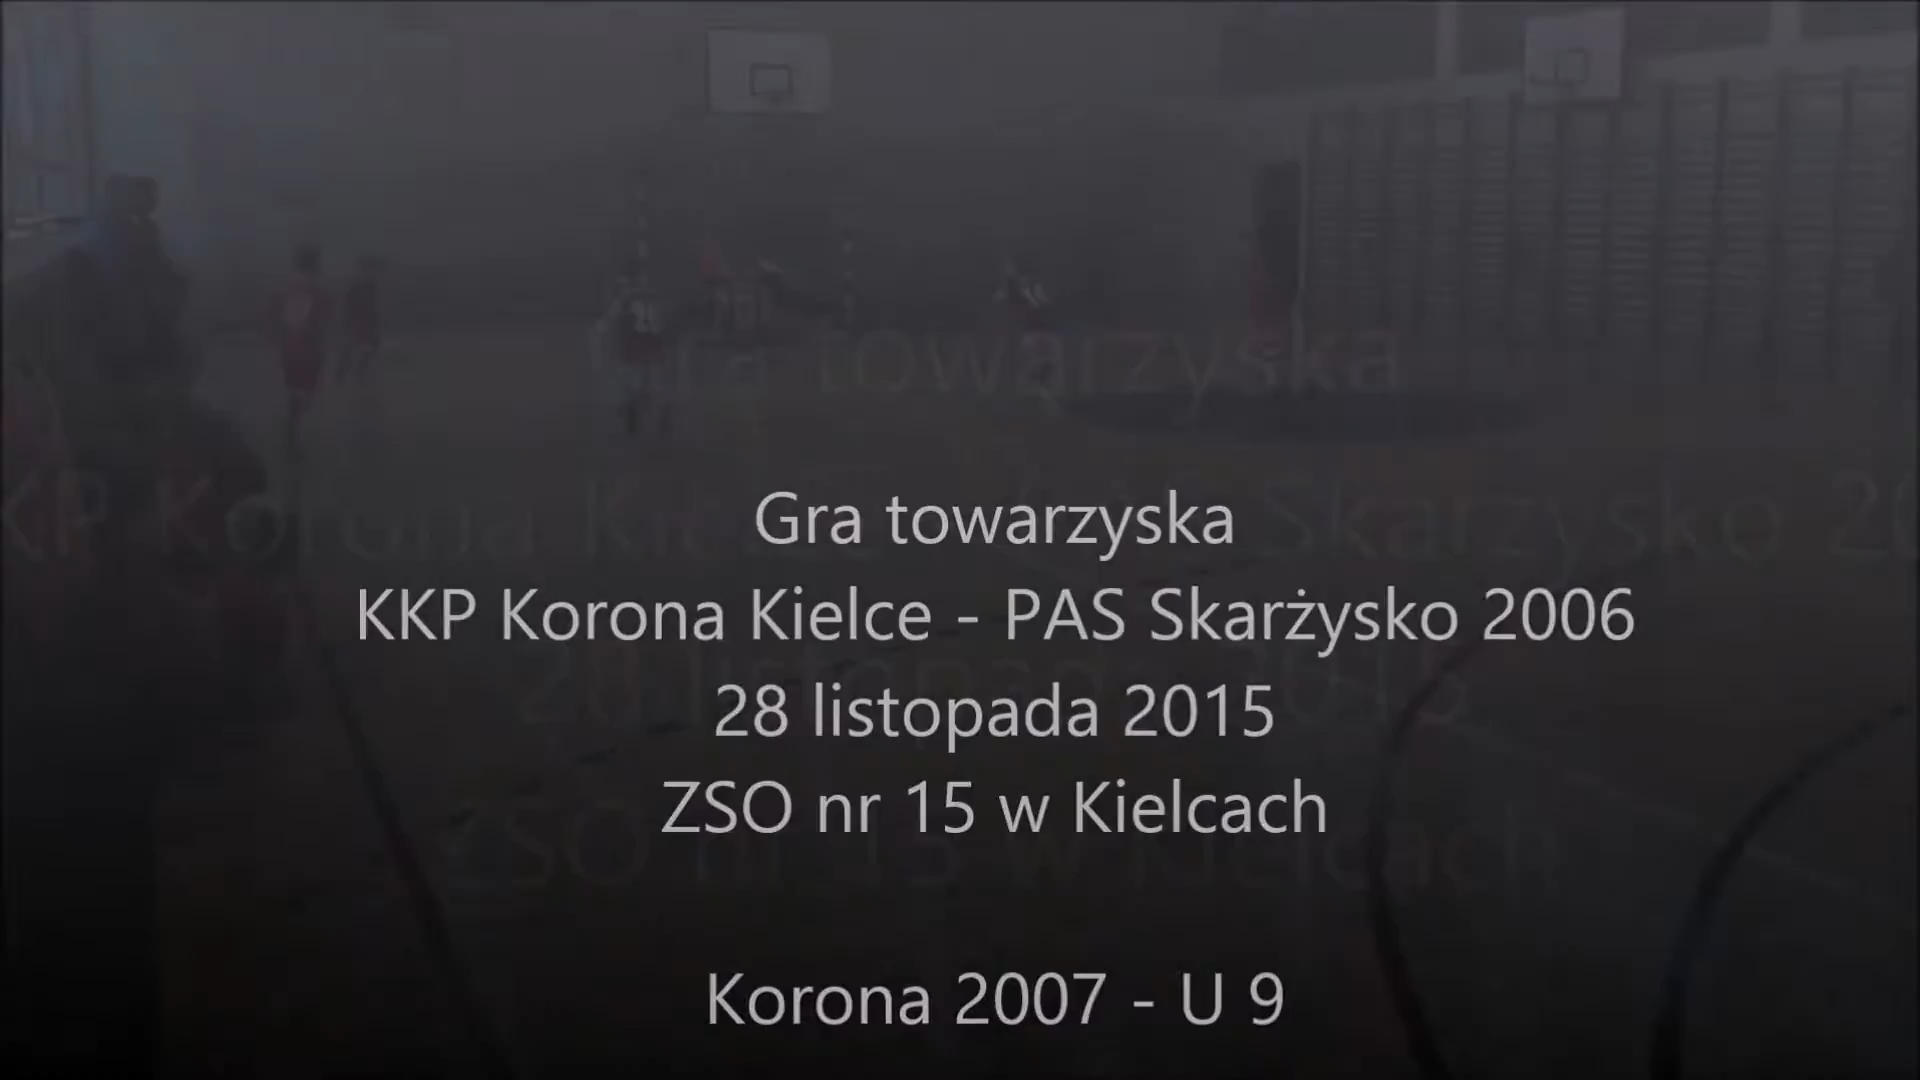 Gra towarzyska
KKP Korona Kielce - PAS Skarżysko 2006
28 listopada 2015
ZSO nr 15 w Kielcach
Korona 2007 - U 9